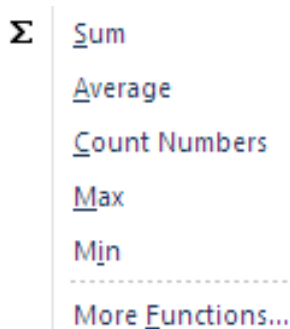 Σ Sum
Average
Count Numbers
Max
Min
More Functions...